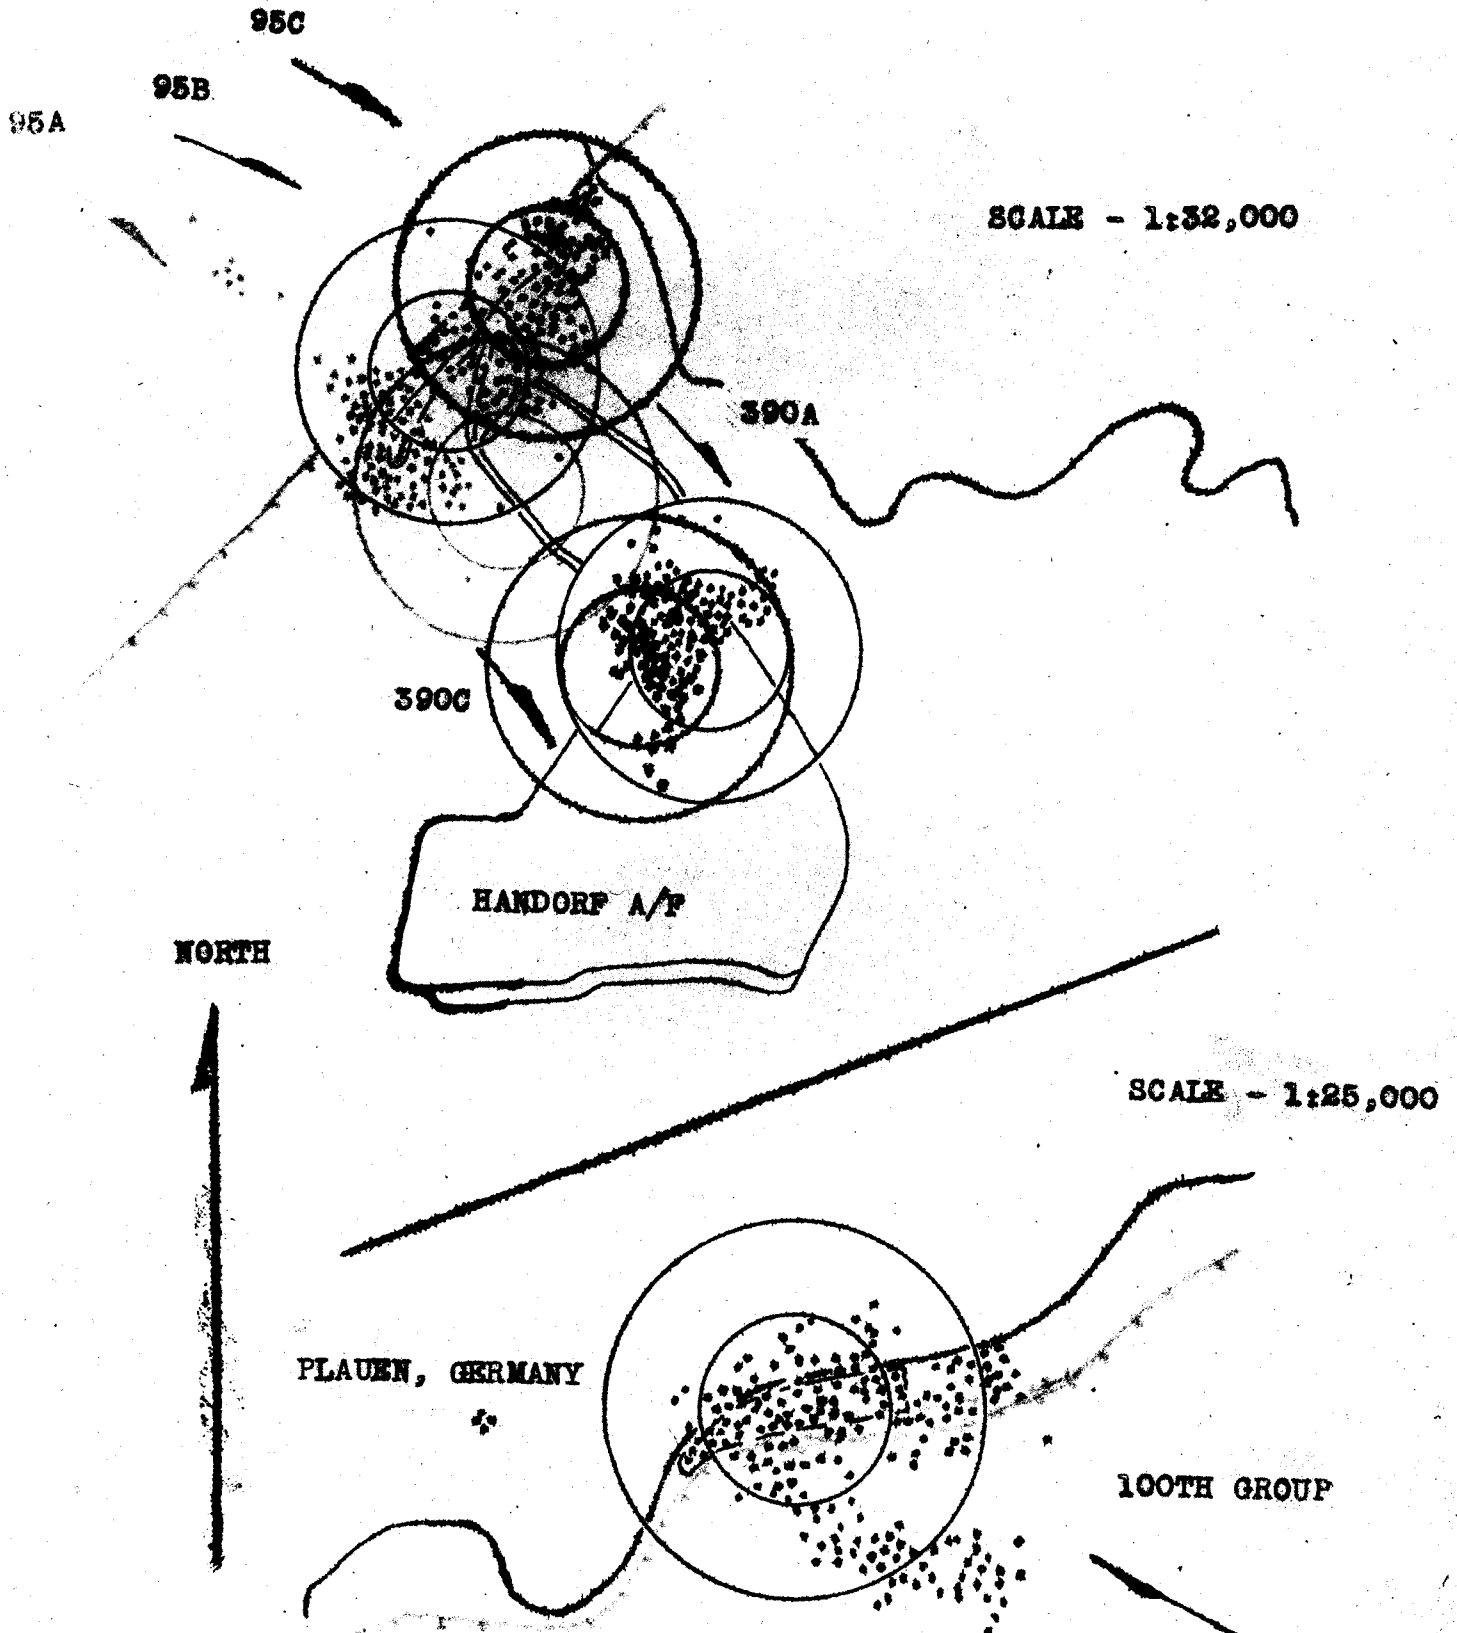 95C
95B
95A
SCALE - 1:32,000
390A
390C
HANDORF A/F
NORTH
SCALE - 1:25,000
PLAUEN, GERMANY
100TH GROUP